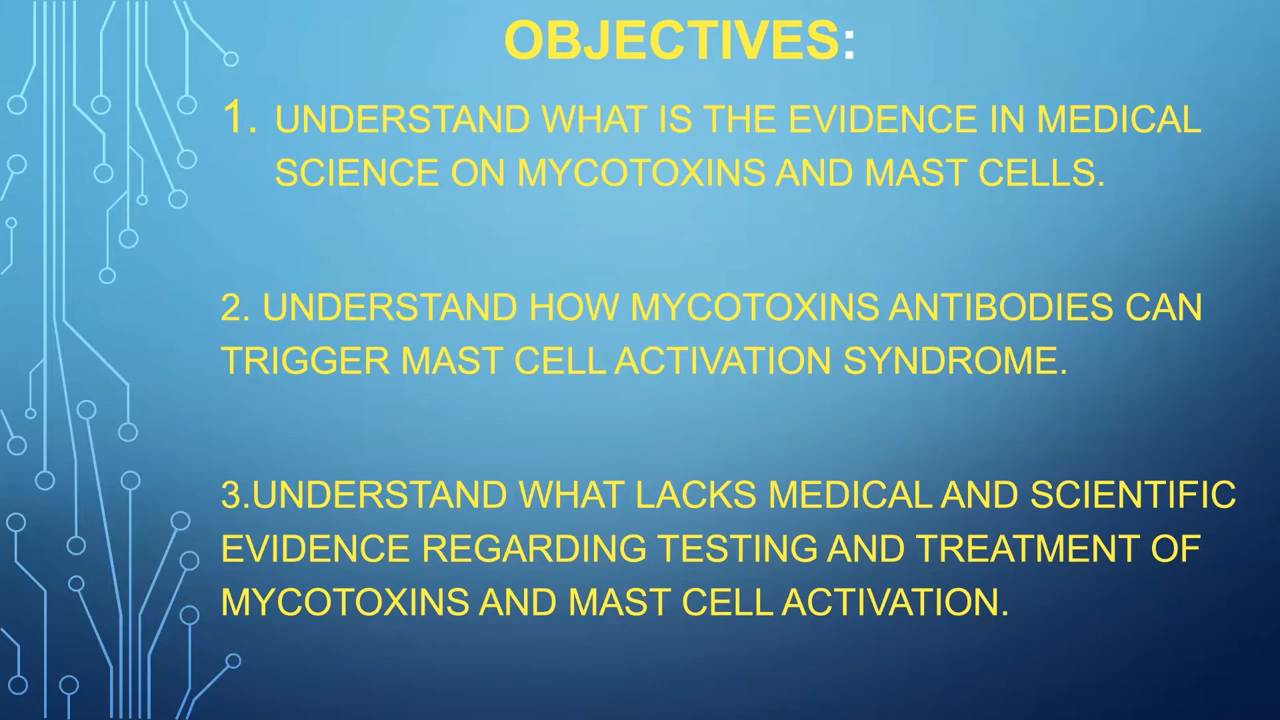 OBJECTIVES:
1. UNDERSTAND WHAT IS THE EVIDENCE IN MEDICAL
SCIENCE ON MYCOTOXINS AND MAST CELLS.
2. UNDERSTAND HOW MYCOTOXINS ANTIBODIES CAN
TRIGGER MAST CELL ACTIVATION SYNDROME.
3.UNDERSTAND WHAT LACKS MEDICAL AND SCIENTIFIC
EVIDENCE REGARDING TESTING AND TREATMENT OF
MYCOTOXINS AND MAST CELL ACTIVATION.